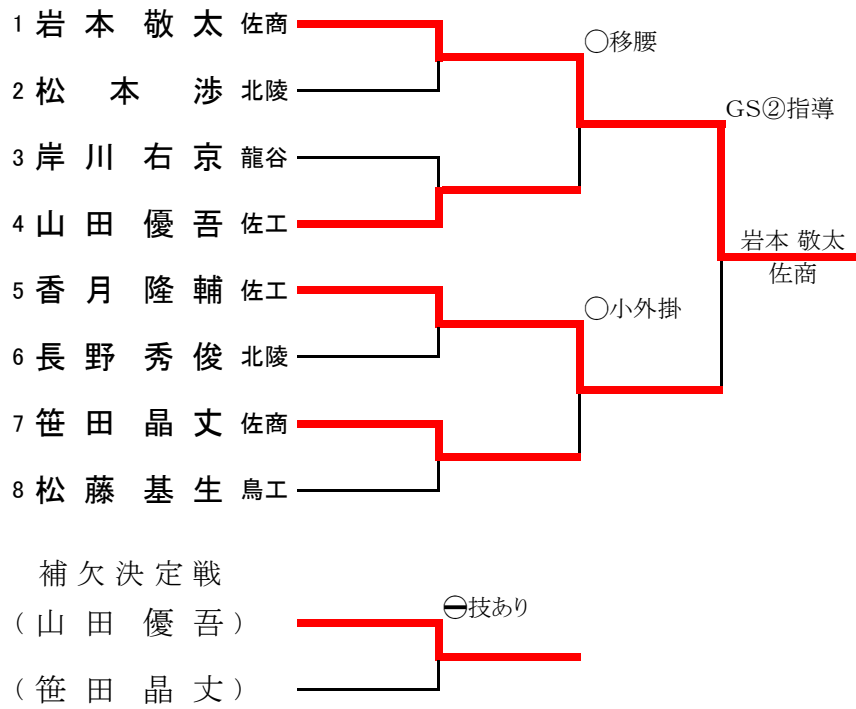 1 岩本 敬太 佐商
○移腰
2 松 本 渉 北陵
GS②指導
3 岸川右京 龍谷
4 山田 優吾 佐工
岩本 敬太
佐商
5 香月隆輔 佐工
○小外掛
6 長野秀俊 北陵
7 笹田 晶丈 佐商
8 松藤基生 鳥工
補欠決定戦
(山田 優吾)
㊀技あり
(笹田 晶丈)